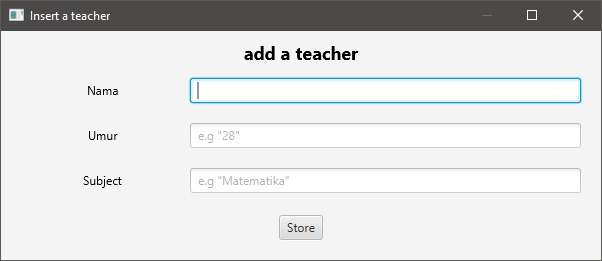 Insert a teacher
add a teacher
Nama
Umur e.g "28"
Subject e.g "Matematika"
Store